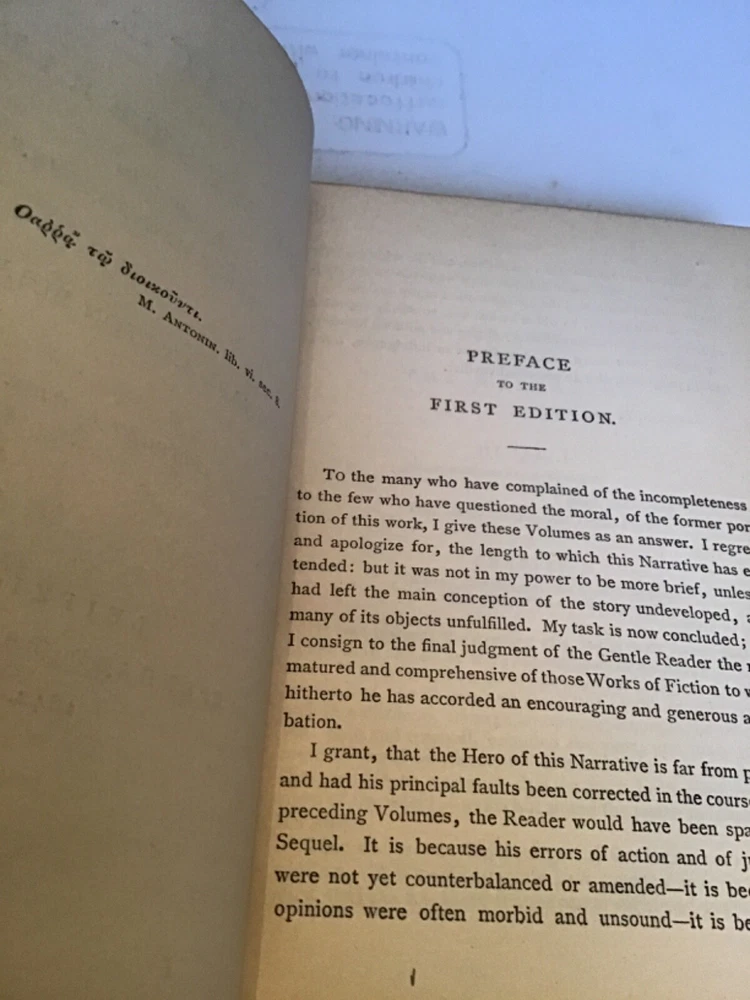 Οαῤῥᾷ τῷ διοικοῦντι.
M. ANTONIN. lib. vi. sec. 8.
PREFACE
TO THE
FIRST EDITION.
To the many who have complained of the incompleteness
to the few who have questioned the moral, of the former por
tion of this work, I give these Volumes as an answer. I regre
and apologize for, the length to which this Narrative has e
tended: but it was not in my power to be more brief, unles
had left the main conception of the story undeveloped, a
many of its objects unfulfilled. My task is now concluded;
I consign to the final judgment of the Gentle Reader the m
matured and comprehensive of those Works of Fiction to w
hitherto he has accorded an encouraging and generous a
bation.
I grant, that the Hero of this Narrative is far from p
and had his principal faults been corrected in the cours
preceding Volumes, the Reader would have been spa
Sequel. It is because his errors of action and of ju
were not yet counterbalanced or amended—it is bec
opinions were often morbid and unsound—it is be